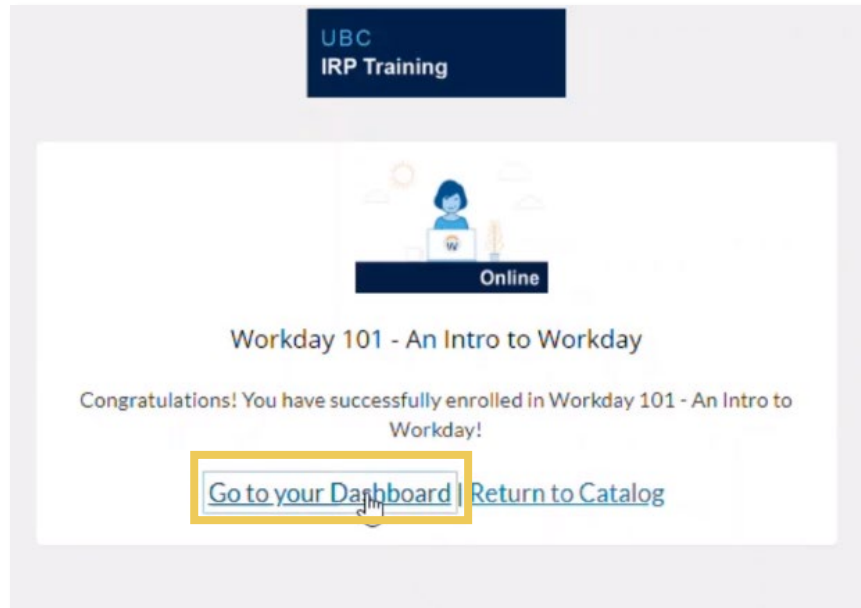 UBC
IRP Training
W
Online
Workday 101 - An Intro to Workday
Congratulations! You have successfully enrolled in Workday 101 - An Intro to
Workday!
Go to your Dashboard | Return to Catalog